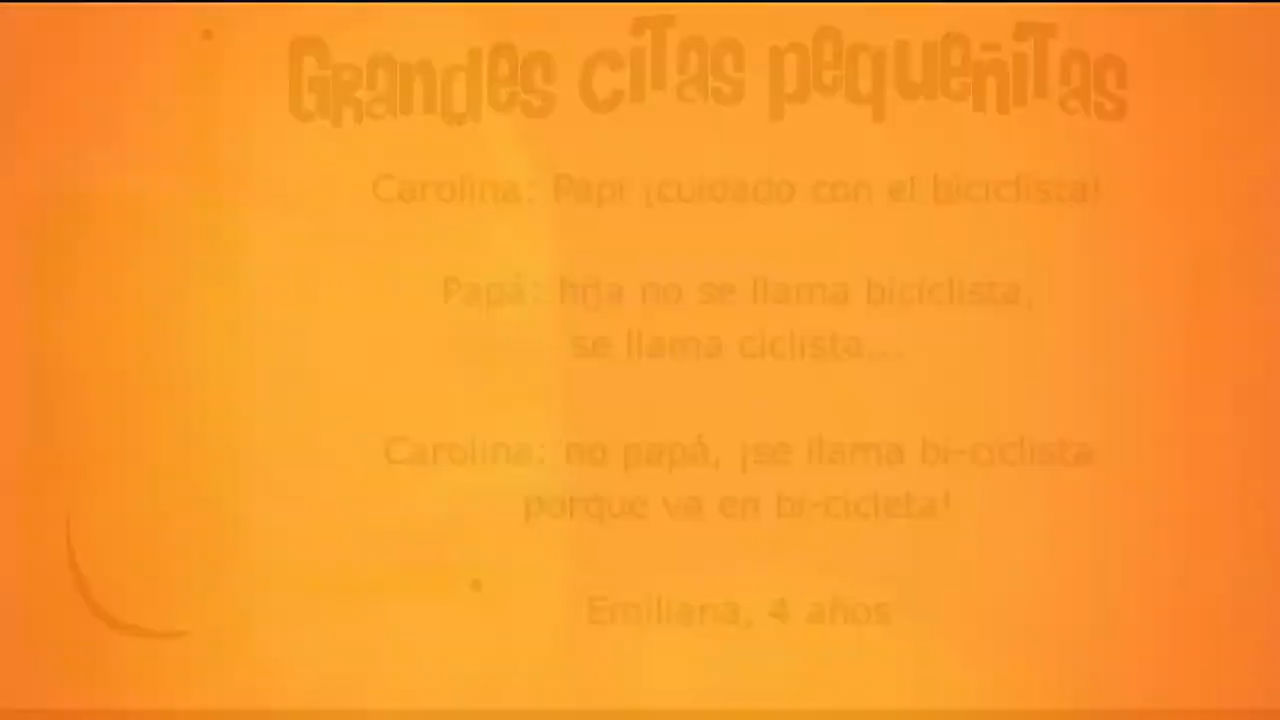 Grandes citas pequeñitas
Carolina: Papi ¡cuidado con el biciclista!
Papá: hija no se llama biciclista,
se llama ciclista...
Carolina: no papá, ¡se llama bi-ciclista
porque va en bi-cicleta!
Emiliana, 4 años